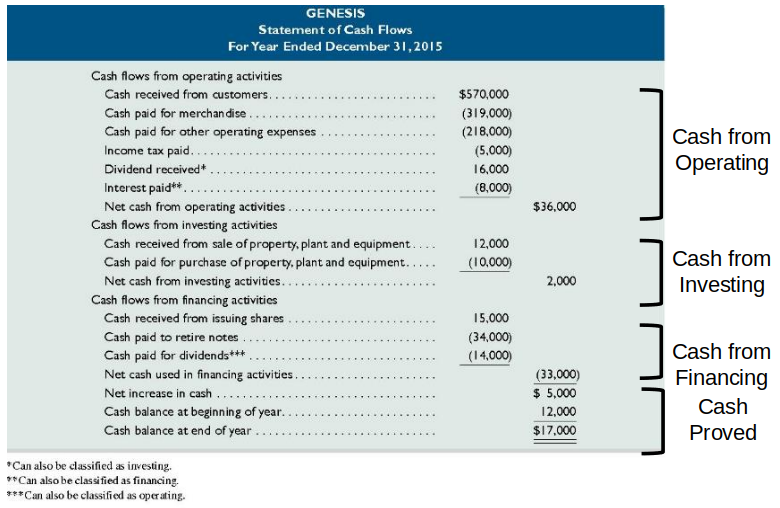 GENESIS
Statement of Cash Flows
For Year Ended December 31, 2015
Cash flows from operating activities
Cash received from customers............................ $570,000
Cash paid for merchandise.............................. (319,000)
Cash paid for other operating expenses................... (218,000)
Income tax paid....................................... (5,000)
Dividend received*.................................... 16,000
Interest paid**........................................ (8,000)
Net cash from operating activities........................ $36,000
Cash from
Operating
Cash flows from investing activities
Cash received from sale of property, plant and equipment.... 12,000
Cash paid for purchase of property, plant and equipment..... (10,000)
Net cash from investing activities......................... 2,000
Cash from
Investing
Cash flows from financing activities
Cash received from issuing shares........................ 15,000
Cash paid to retire notes............................... (34,000)
Cash paid for dividends***.............................. (14,000)
Net cash used in financing activities....................... (33,000)
Cash from
Financing
Net increase in cash................................... $ 5,000
Cash balance at beginning of year......................... 12,000
Cash balance at end of year............................. $17,000
Cash
Proved
*Can also be classified as investing.
**Can also be classified as financing.
***Can also be classified as operating.